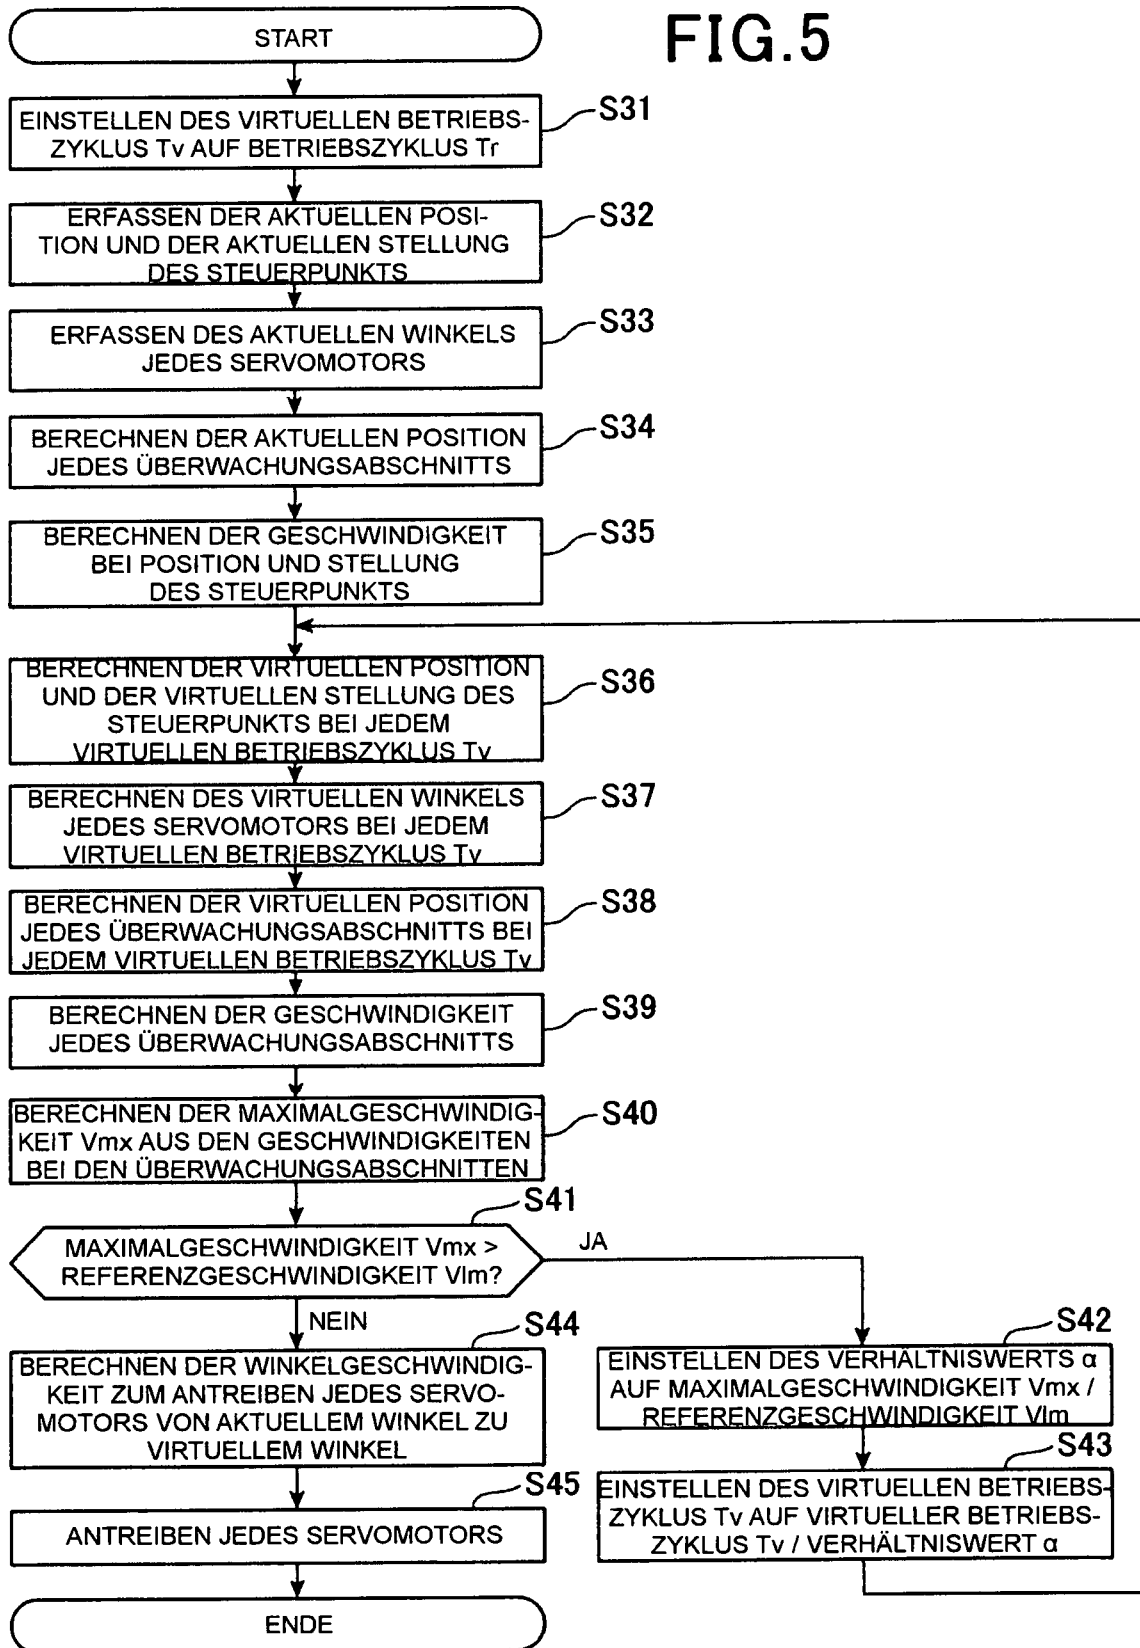 FIG.5
START
EINSTELLEN DES VIRTUELLEN BETRIEBS-
ZYKLUS Tv AUF BETRIEBSZYKLUS Tr
S31
ERFASSEN DER AKTUELLEN POSI-
TION UND DER AKTUELLEN STELLUNG
DES STEUERPUNKTS
S32
ERFASSEN DES AKTUELLEN WINKELS
JEDES SERVOMOTORS
S33
BERECHNEN DER AKTUELLEN POSITION
JEDES ÜBERWACHUNGSABSCHNITTS
S34
BERECHNEN DER GESCHWINDIGKEIT
BEI POSITION UND STELLUNG
DES STEUERPUNKTS
S35
BERECHNEN DER VIRTUELLEN POSITION
UND DER VIRTUELLEN STELLUNG DES
STEUERPUNKTS BEI JEDEM
VIRTUELLEN BETRIEBSZYKLUS Tv
S36
BERECHNEN DES VIRTUELLEN WINKELS
JEDES SERVOMOTORS BEI JEDEM
VIRTUELLEN BETRIEBSZYKLUS Tv
S37
BERECHNEN DER VIRTUELLEN POSITION
JEDES ÜBERWACHUNGSABSCHNITTS BEI
JEDEM VIRTUELLEN BETRIEBSZYKLUS Tv
S38
BERECHNEN DER GESCHWINDIGKEIT
JEDES ÜBERWACHUNGSABSCHNITTS
S39
BERECHNEN DER MAXIMALGESCHWINDIG-
KEIT Vmx AUS DEN GESCHWINDIGKEITEN
BEI DEN ÜBERWACHUNGSABSCHNITTEN
S40
S41
MAXIMALGESCHWINDIGKEIT Vmx >
REFERENZGESCHWINDIGKEIT Vlm?
JA
NEIN
S44
BERECHNEN DER WINKELGESCHWINDIG-
KEIT ZUM ANTREIBEN JEDES SERVO-
MOTORS VON AKTUELLEM WINKEL ZU
VIRTUELLEM WINKEL
S42
EINSTELLEN DES VERHÄLTNISWERTS α
AUF MAXIMALGESCHWINDIGKEIT Vmx /
REFERENZGESCHWINDIGKEIT Vlm
S43
EINSTELLEN DES VIRTUELLEN BETRIEBS-
ZYKLUS Tv AUF VIRTUELLER BETRIEBS-
ZYKLUS Tv / VERHÄLTNISWERT α
S45
ANTREIBEN JEDES SERVOMOTORS
ENDE